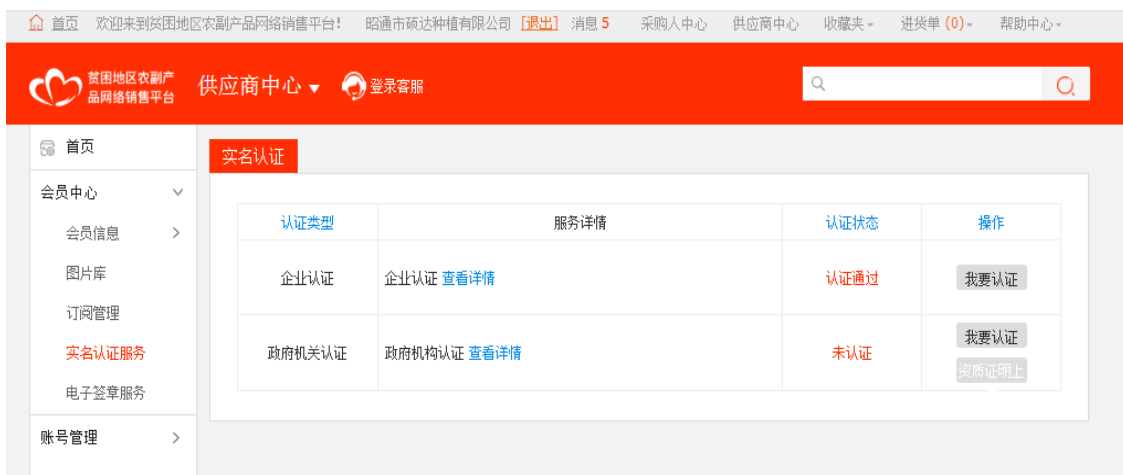 首页 欢迎来到贫困地区农副产品网络销售平台! 昭通市硕达种植有限公司 [退出] 消息 5 采购人中心 供应商中心 收藏夹 进货单 (0) 帮助中心
贫困地区农副产
品网络销售平台
供应商中心 登录客服
首页
会员中心
会员信息
图片库
订阅管理
实名认证服务
电子签章服务
账号管理
实名认证
认证类型 服务详情 认证状态 操作
企业认证 企业认证 查看详情 认证通过 我要认证
政府机关认证 政府机构认证 查看详情 未认证 我要认证
资质证明上